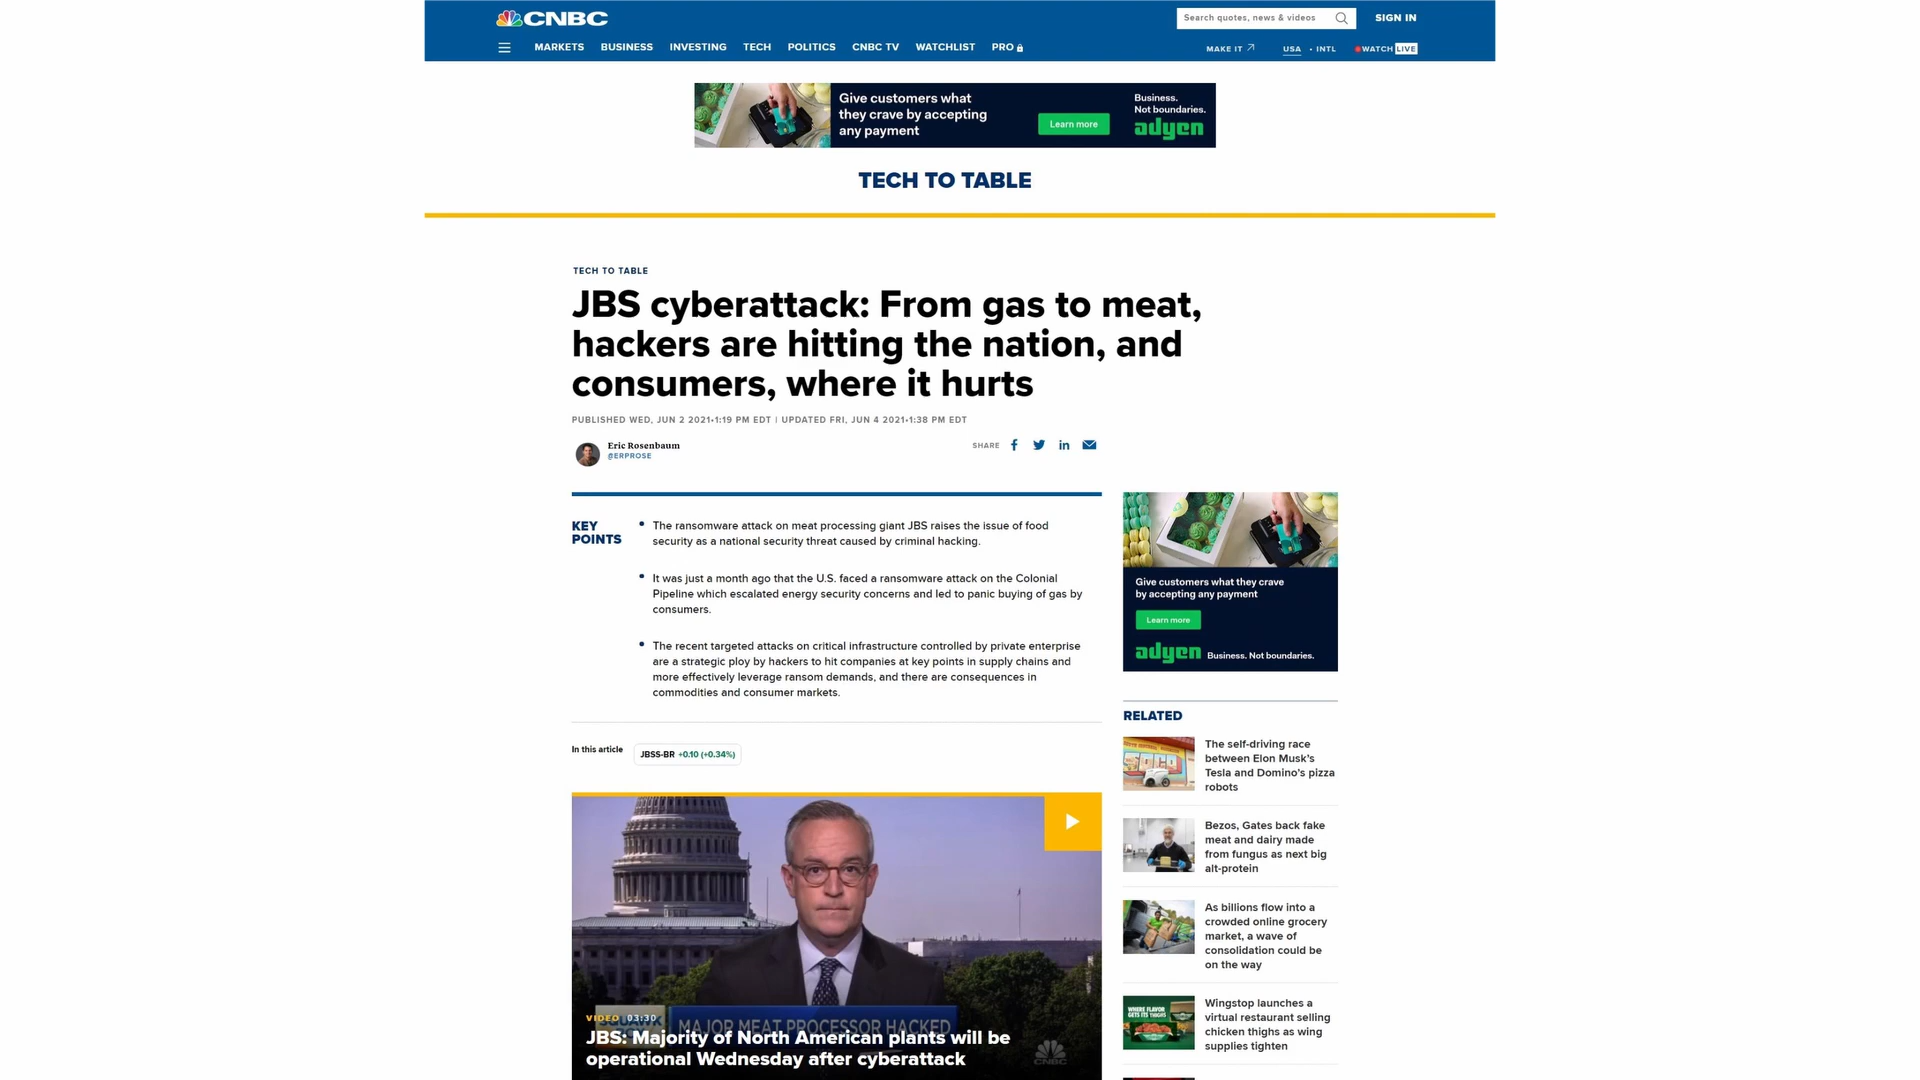 CNBC
Search quotes, news & videos
SIGN IN
MARKETS BUSINESS INVESTING TECH POLITICS CNBC TV WATCHLIST PRO
MAKE IT USA • INTL WATCH LIVE
Give customers what
they crave by accepting
any payment
Learn more
Business.
Not boundaries.
adyen
TECH TO TABLE
TECH TO TABLE
JBS cyberattack: From gas to meat,
hackers are hitting the nation, and
consumers, where it hurts
PUBLISHED WED, JUN 2 2021•1:19 PM EDT | UPDATED FRI, JUN 4 2021•1:38 PM EDT
Eric Rosenbaum
@ERPROSE
SHARE
KEY
POINTS
The ransomware attack on meat processing giant JBS raises the issue of food
security as a national security threat caused by criminal hacking.
It was just a month ago that the U.S. faced a ransomware attack on the Colonial
Pipeline which escalated energy security concerns and led to panic buying of gas by
consumers.
The recent targeted attacks on critical infrastructure controlled by private enterprise
are a strategic ploy by hackers to hit companies at key points in supply chains and
more effectively leverage ransom demands, and there are consequences in
commodities and consumer markets.
In this article
JBSS-BR +0.10 (+0.34%)
MAJOR MEAT PROCESSOR HACKED
VIDEO 03:30
JBS: Majority of North American plants will be
operational Wednesday after cyberattack
CNBC
Give customers what they crave
by accepting any payment
Learn more
adyen Business. Not boundaries.
RELATED
The self-driving race
between Elon Musk's
Tesla and Domino's pizza
robots
Bezos, Gates back fake
meat and dairy made
from fungus as next big
alt-protein
As billions flow into a
crowded online grocery
market, a wave of
consolidation could be
on the way
WHERE FLAVOR
GETS ITS THIGHS
Wingstop launches a
virtual restaurant selling
chicken thighs as wing
supplies tighten